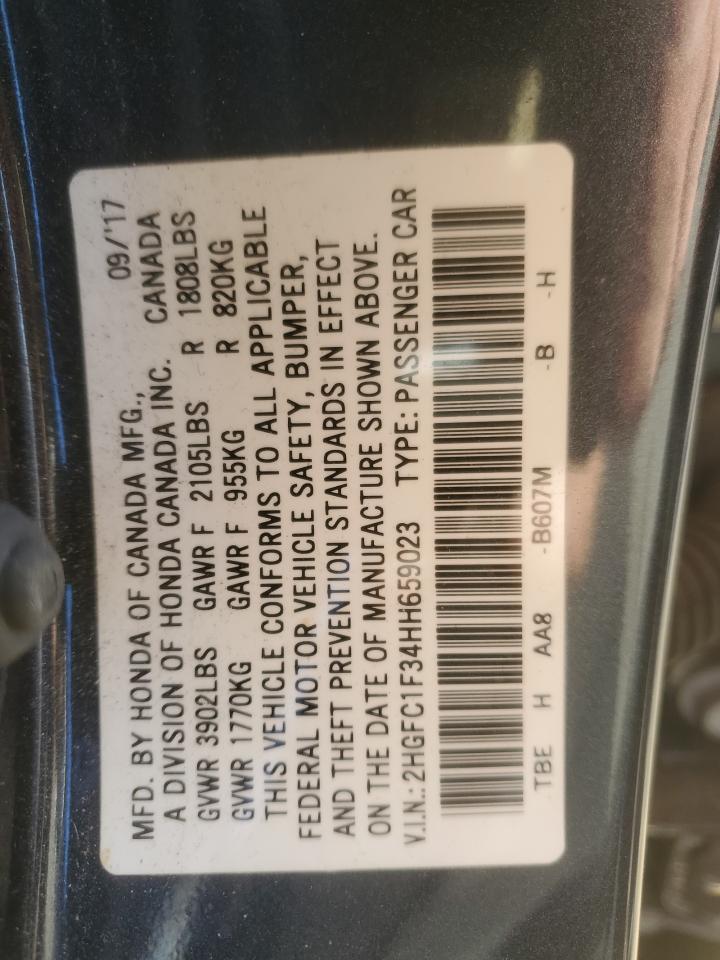 09/'17
MFD. BY HONDA OF CANADA MFG.,
A DIVISION OF HONDA CANADA INC. CANADA
GVWR 3902LBS GAWR F 2105LBS R 1808LBS
GVWR 1770KG GAWR F 955KG R 820KG
THIS VEHICLE CONFORMS TO ALL APPLICABLE
FEDERAL MOTOR VEHICLE SAFETY, BUMPER,
AND THEFT PREVENTION STANDARDS IN EFFECT
ON THE DATE OF MANUFACTURE SHOWN ABOVE.
V.I.N.:2HGFC1F34HH659023 TYPE: PASSENGER CAR
TBE H AA8 -B607M -B -H